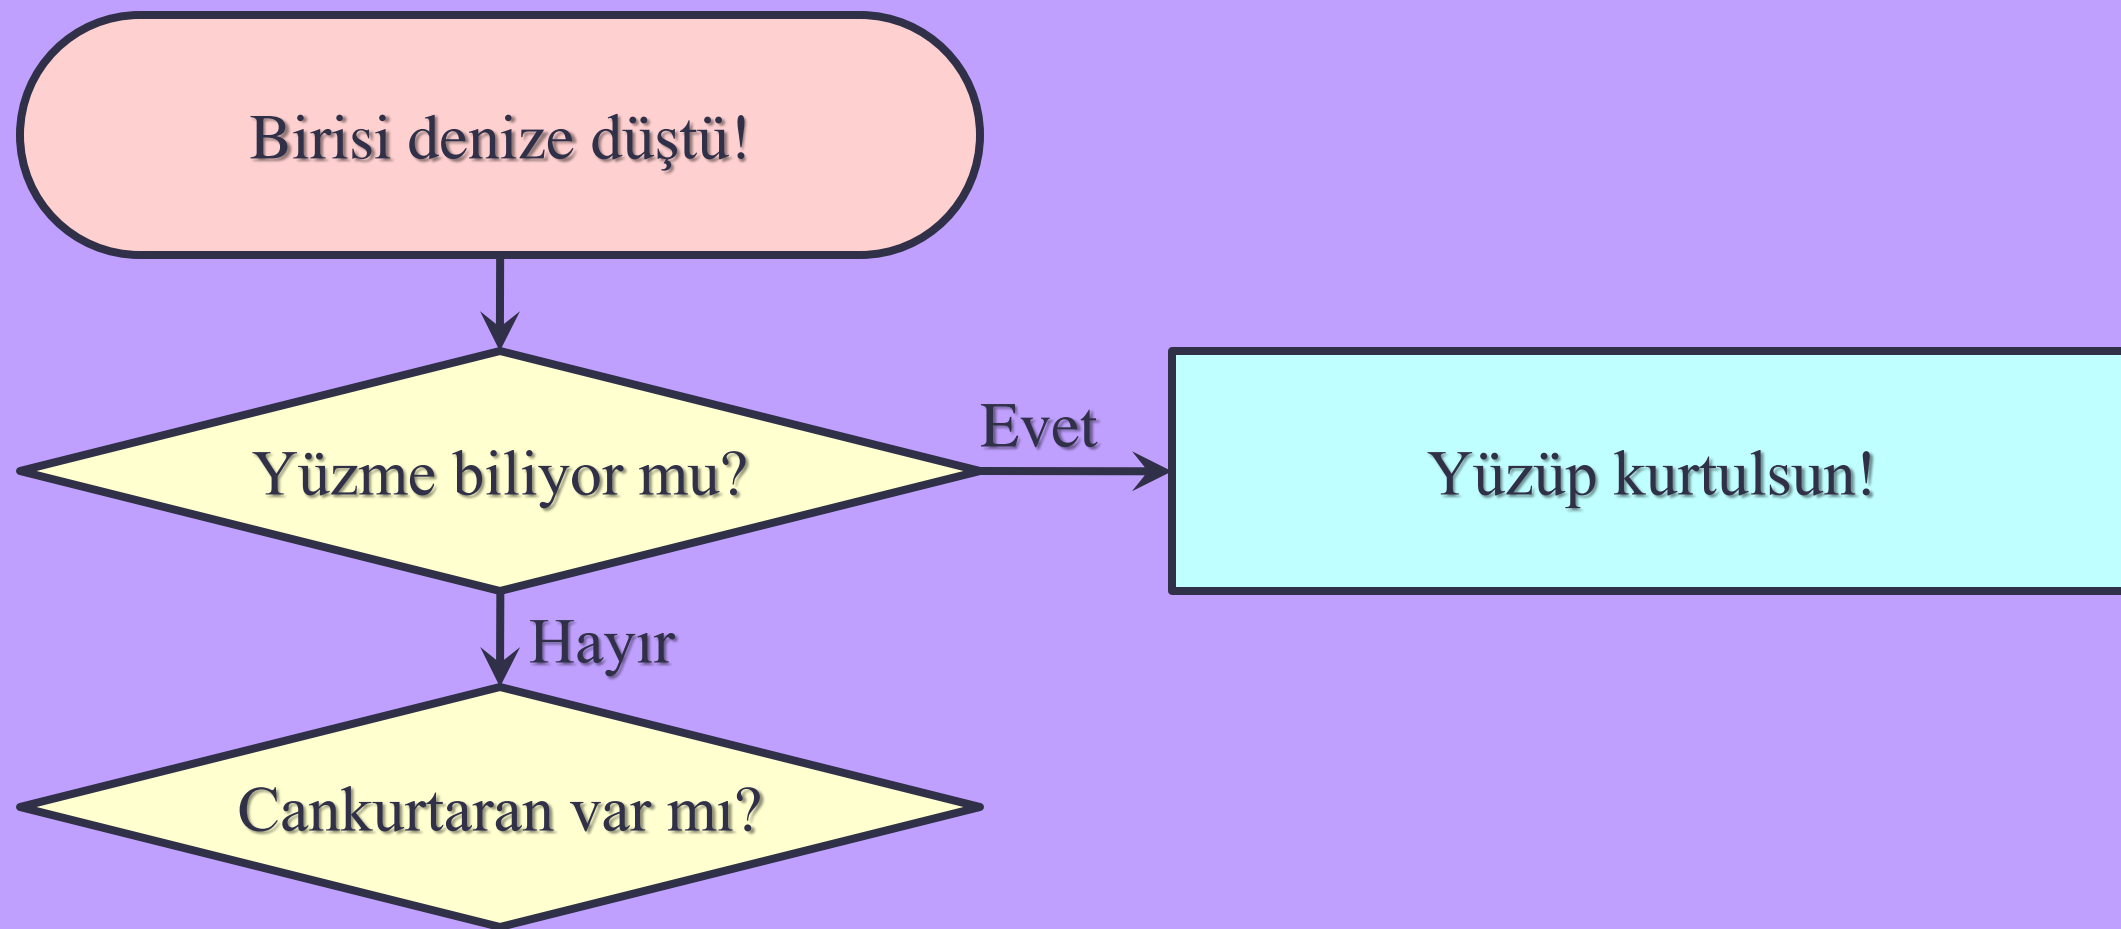 Birisi denize düştü!
Yüzme biliyor mu?
Evet
Yüzüp kurtulsun!
Hayır
Cankurtaran var mı?